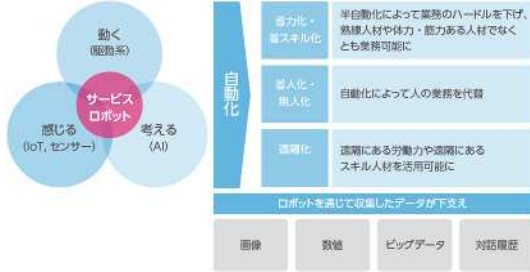 動く
(駆動系)
サービス
ロボット
感じる
(IoT, センサー)
考える
(AI)
自動化
省力化・
省スキル化
半自動化によって業務のハードルを下げ、
熟練人材や体力・筋力ある人材でなく
とも業務可能に
省人化・
無人化
自動化によって人の業務を代替
遠隔化
遠隔にある労働力や遠隔にある
スキル人材を活用可能に
ロボットを通じて収集したデータが下支え
画像
数値
ビッグデータ
対話履歴